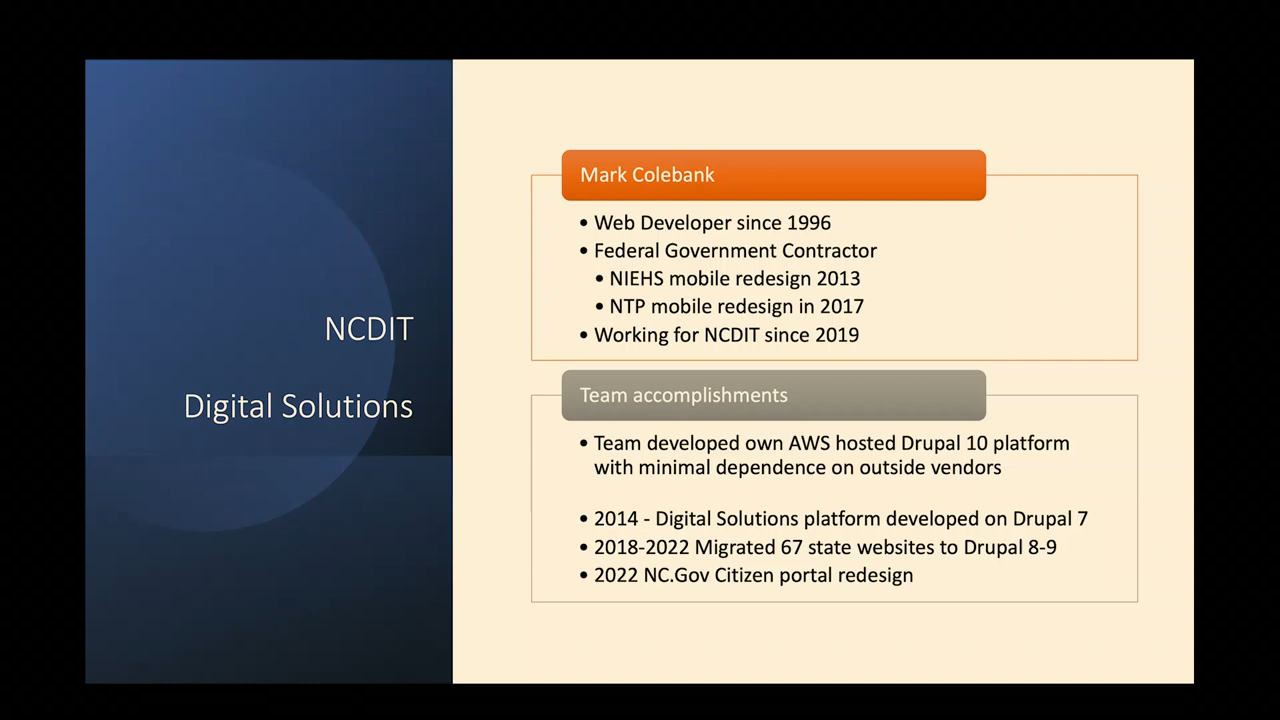 NCDIT
Digital Solutions
Mark Colebank
• Web Developer since 1996
• Federal Government Contractor
• NIEHS mobile redesign 2013
• NTP mobile redesign in 2017
• Working for NCDIT since 2019
Team accomplishments
• Team developed own AWS hosted Drupal 10 platform
with minimal dependence on outside vendors
• 2014 - Digital Solutions platform developed on Drupal 7
• 2018-2022 Migrated 67 state websites to Drupal 8-9
• 2022 NC.Gov Citizen portal redesign